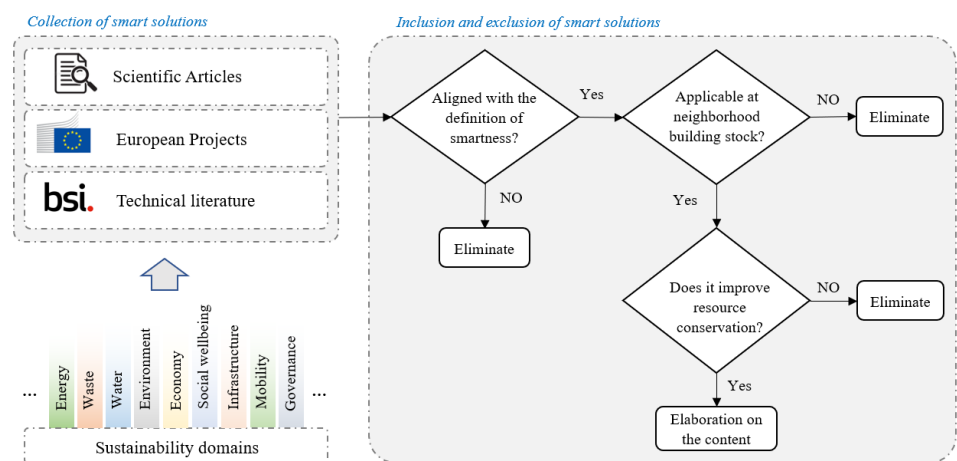 Collection of smart solutions
Scientific Articles
European Projects
bsi.
Technical literature
...
Energy
Waste
Water
Environment
Economy
Social wellbeing
Infrastructure
Mobility
Governance
...
Sustainability domains
Inclusion and exclusion of smart solutions
Aligned with the
definition of
smartness?
Yes
NO
Eliminate
Applicable at
neighborhood
building stock?
NO
Eliminate
Yes
Does it improve
resource
conservation?
NO
Eliminate
Yes
Elaboration on
the content